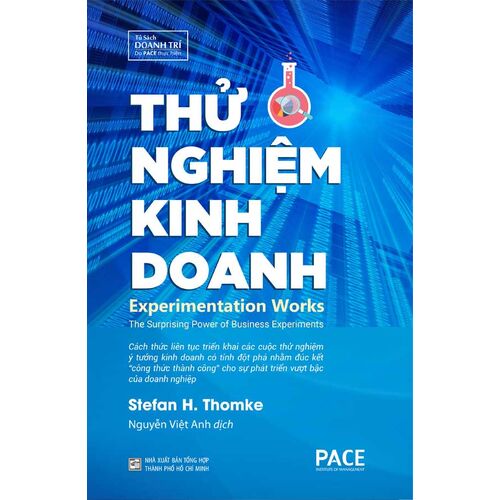 Tủ Sách
DOANH TRÍ
Do PACE thực hiện
THỬ
NGHIỆM
KINH
DOANH
Experimentation Works
The Surprising Power of Business Experiments
Cách thức liên tục triển khai các cuộc thử nghiệm
ý tưởng kinh doanh có tính đột phá nhằm đúc kết
“công thức thành công” cho sự phát triển vượt bậc
của doanh nghiệp
Stefan H. Thomke
Nguyễn Việt Anh dịch
NHÀ XUẤT BẢN TỔNG HỢP
THÀNH PHỐ HỒ CHÍ MINH
PACE
INSTITUTE OF MANAGEMENT